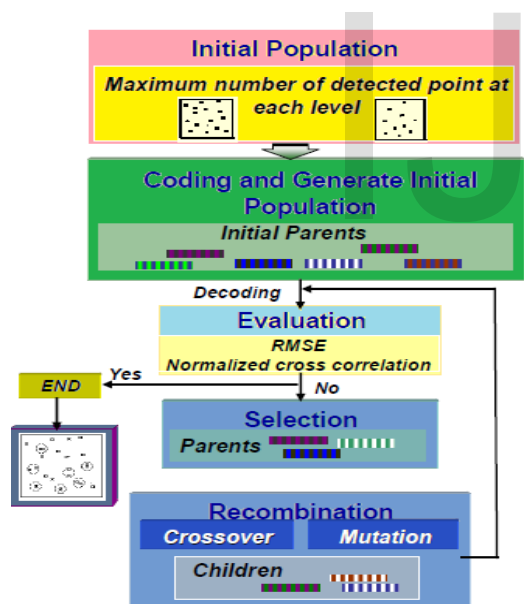 Initial Population
Maximum number of detected point at
each level
Coding and Generate Initial
Population
Initial Parents
Decoding
Evaluation
RMSE
Normalized cross correlation
Yes
No
END
Selection
Parents
Recombination
Crossover
Mutation
Children